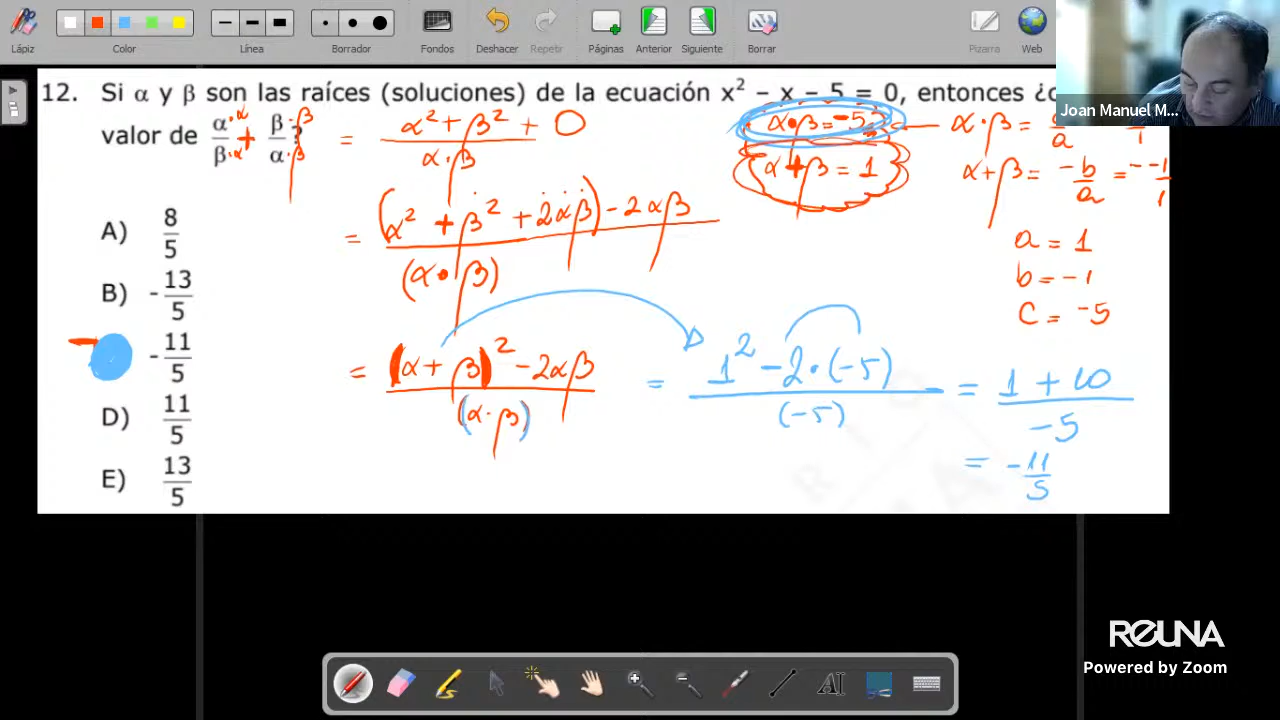 Lápiz Color Línea Borrador Fondos Deshacer Repetir Páginas Anterior Siguiente Borrar Pizarra Web
Joan Manuel M...
12. Si α y β son las raíces (soluciones) de la ecuación x² – x – 5 = 0, entonces ¿c
valor de α/β + β/α?
·α ·β
·α ·β
= (α² + β² + 0)/(α·β)
α·β = -5
α+β = 1
α·β =
α+β = -b/a = --1/1
= ((α² + β² + 2αβ) - 2αβ)/(α·β)
a = 1
b = -1
c = -5
= ((α+β)² - 2αβ)/(α·β)
= (1² - 2·(-5))/(-5)
= (1 + 10)/-5
= -11/5
A) 8/5
B) -13/5
-11/5
D) 11/5
E) 13/5
REUNA
Powered by Zoom
AI